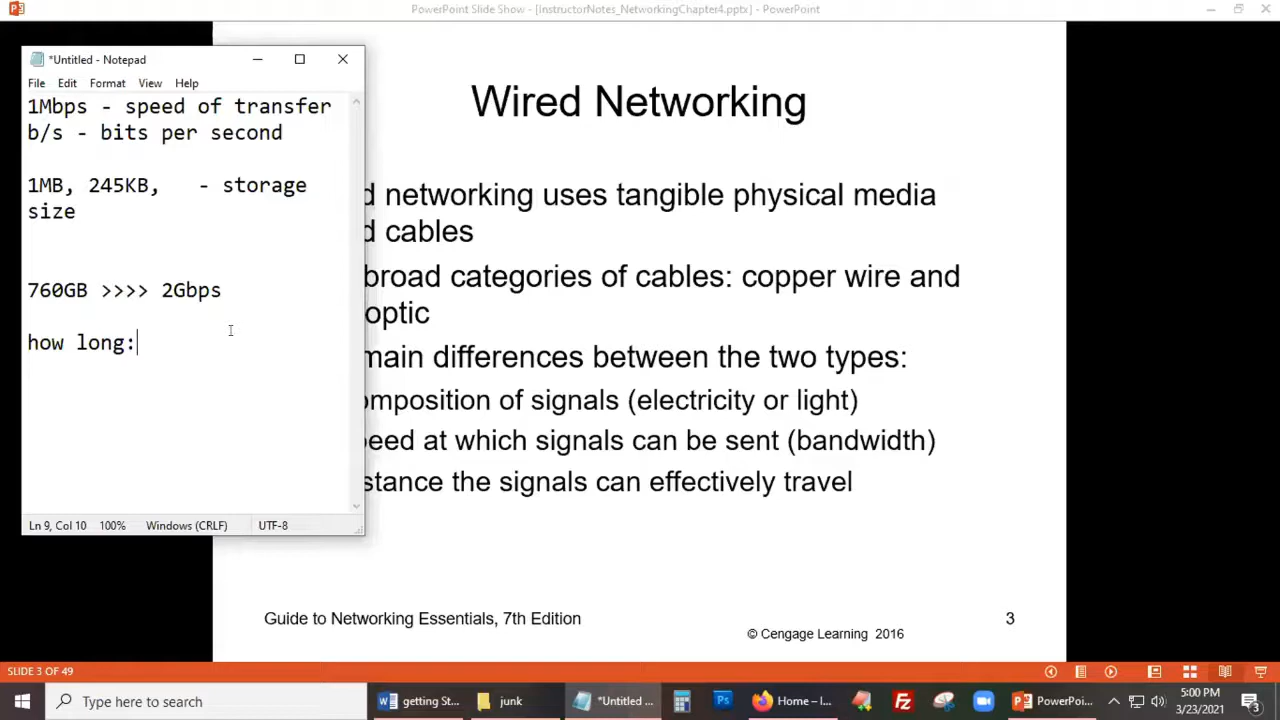 PowerPoint Slide Show - [InstructorNotes_NetworkingChapter4.pptx] - PowerPoint
*Untitled - Notepad
File Edit Format View Help
1Mbps - speed of transfer
b/s - bits per second
1MB, 245KB, - storage
size
760GB >>>> 2Gbps
how long:
Ln 9, Col 10 100% Windows (CRLF) UTF-8
Wired Networking
d networking uses tangible physical media
d cables
broad categories of cables: copper wire and
optic
main differences between the two types:
omposition of signals (electricity or light)
peed at which signals can be sent (bandwidth)
stance the signals can effectively travel
Guide to Networking Essentials, 7th Edition
© Cengage Learning 2016
3
SLIDE 3 OF 49
Type here to search
getting St...
junk
*Untitled ...
Ps
Home – I...
Fz
PowerPoi...
5:00 PM
3/23/2021
3